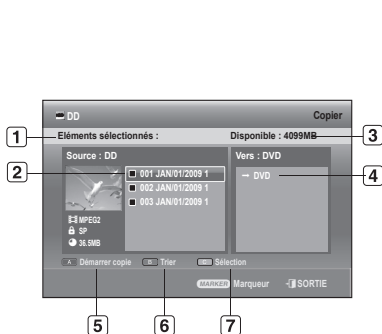 DD Copier
Eléments sélectionnés : Disponible : 4099MB
Source : DD Vers : DVD
001 JAN/01/2009 1 → DVD
002 JAN/01/2009 1
003 JAN/01/2009 1
MPEG2
SP
36.5MB
A Démarrer copie B Trier C Sélection
MARKER Marqueur SORTIE
1
2
3
4
5 6 7